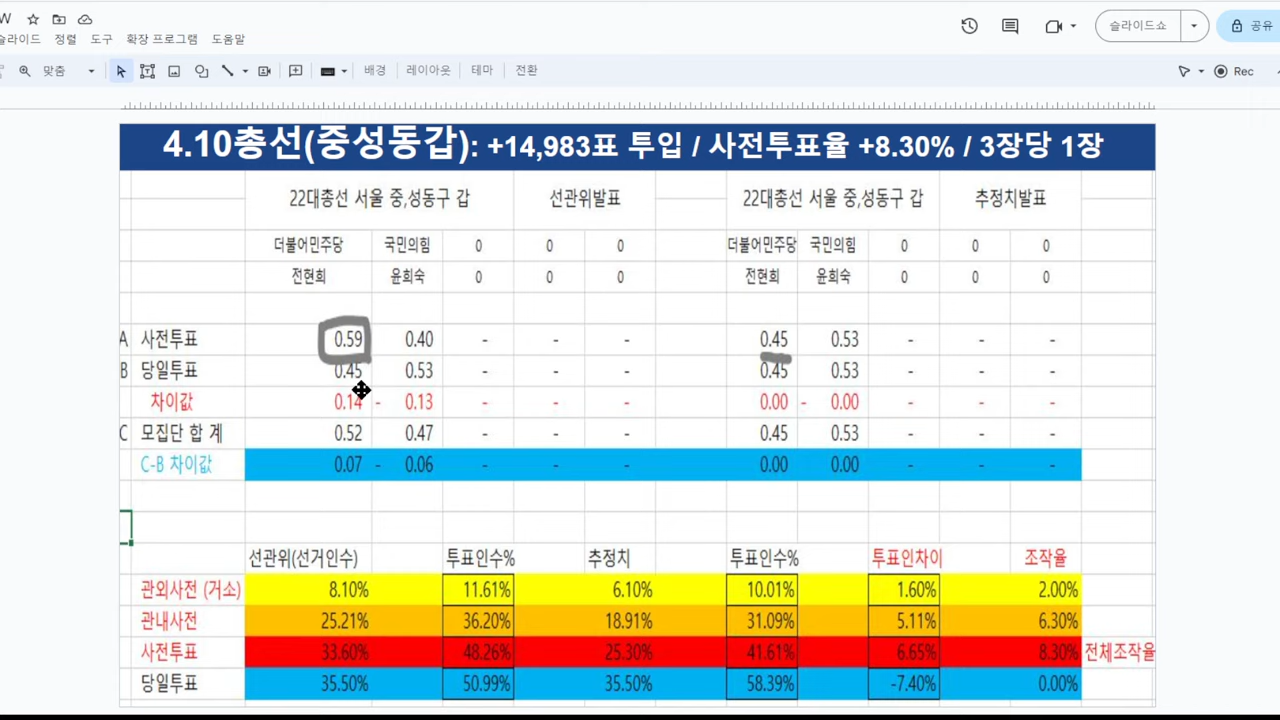 W
슬라이드 정렬 도구 확장 프로그램 도움말
슬라이드쇼 공유
맞춤 배경 레이아웃 테마 전환 Rec
4.10총선(중성동갑): +14,983표 투입 / 사전투표율 +8.30% / 3장당 1장
22대총선 서울 중,성동구 갑 선관위발표 22대총선 서울 중,성동구 갑 추정치발표
더불어민주당 국민의힘 0 0 0 더불어민주당 국민의힘 0 0 0
전현희 윤희숙 0 0 0 전현희 윤희숙 0 0 0
A 사전투표 0.59 0.40 - - - 0.45 0.53 - - -
B 당일투표 0.45 0.53 - - - 0.45 0.53 - - -
차이값 0.14 - 0.13 - - - 0.00 - 0.00 - - -
C 모집단 합 계 0.52 0.47 - - - 0.45 0.53 - - -
C-B 차이값 0.07 - 0.06 - - - 0.00 0.00 - - -
선관위(선거인수) 투표인수% 추정치 투표인수% 투표인차이 조작율
관외사전 (거소) 8.10% 11.61% 6.10% 10.01% 1.60% 2.00%
관내사전 25.21% 36.20% 18.91% 31.09% 5.11% 6.30%
사전투표 33.60% 48.26% 25.30% 41.61% 6.65% 8.30% 전체조작율
당일투표 35.50% 50.99% 35.50% 58.39% -7.40% 0.00%